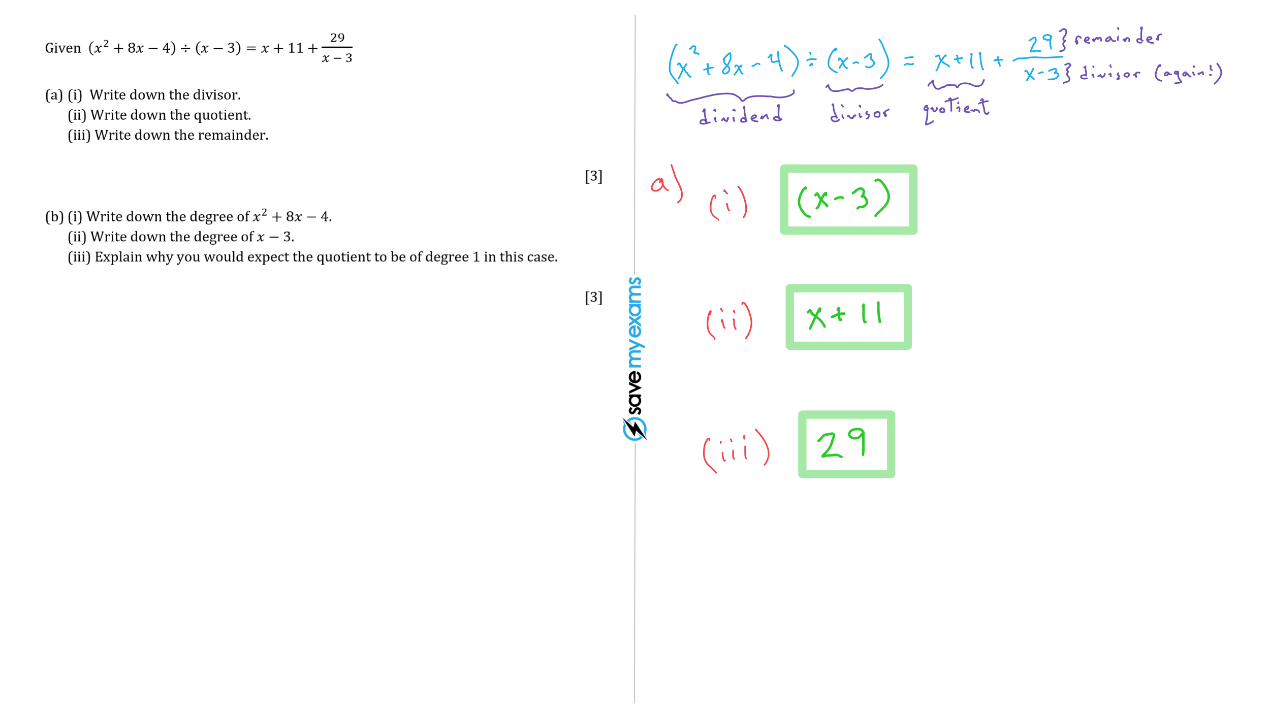 Given (x² + 8x − 4) ÷ (x − 3) = x + 11 + 29/(x − 3)
(a) (i) Write down the divisor.
(ii) Write down the quotient.
(iii) Write down the remainder.
[3]
(b) (i) Write down the degree of x² + 8x − 4.
(ii) Write down the degree of x − 3.
(iii) Explain why you would expect the quotient to be of degree 1 in this case.
[3]
savemyexams
(x² + 8x − 4) ÷ (x − 3) = x + 11 + 29/(x − 3)
} remainder
} divisor (again!)
dividend divisor quotient
a) (i) (x − 3)
(ii) x + 11
(iii) 29